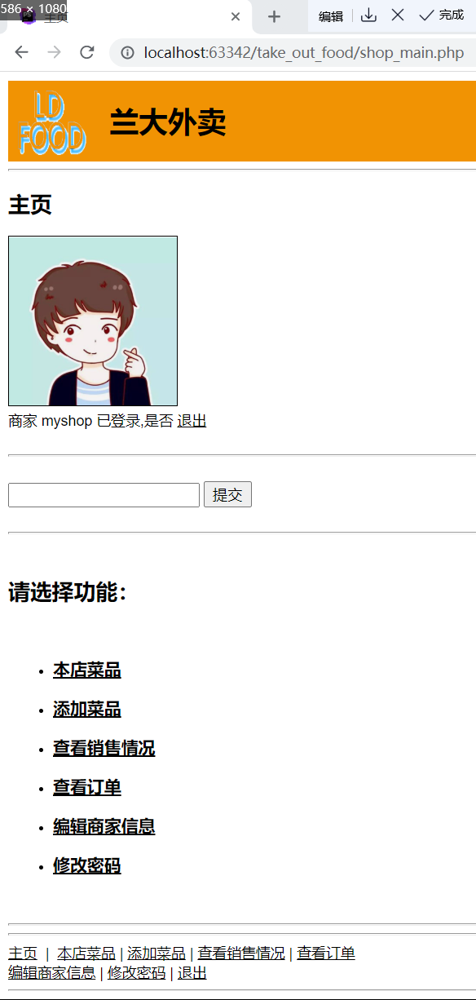 586 × 1080
主页
编辑
完成
localhost:63342/take_out_food/shop_main.php
LD
FOOD
兰大外卖
主页
商家 myshop 已登录,是否 退出
提交
请选择功能：
本店菜品
添加菜品
查看销售情况
查看订单
编辑商家信息
修改密码
主页 | 本店菜品 | 添加菜品 | 查看销售情况 | 查看订单
编辑商家信息 | 修改密码 | 退出